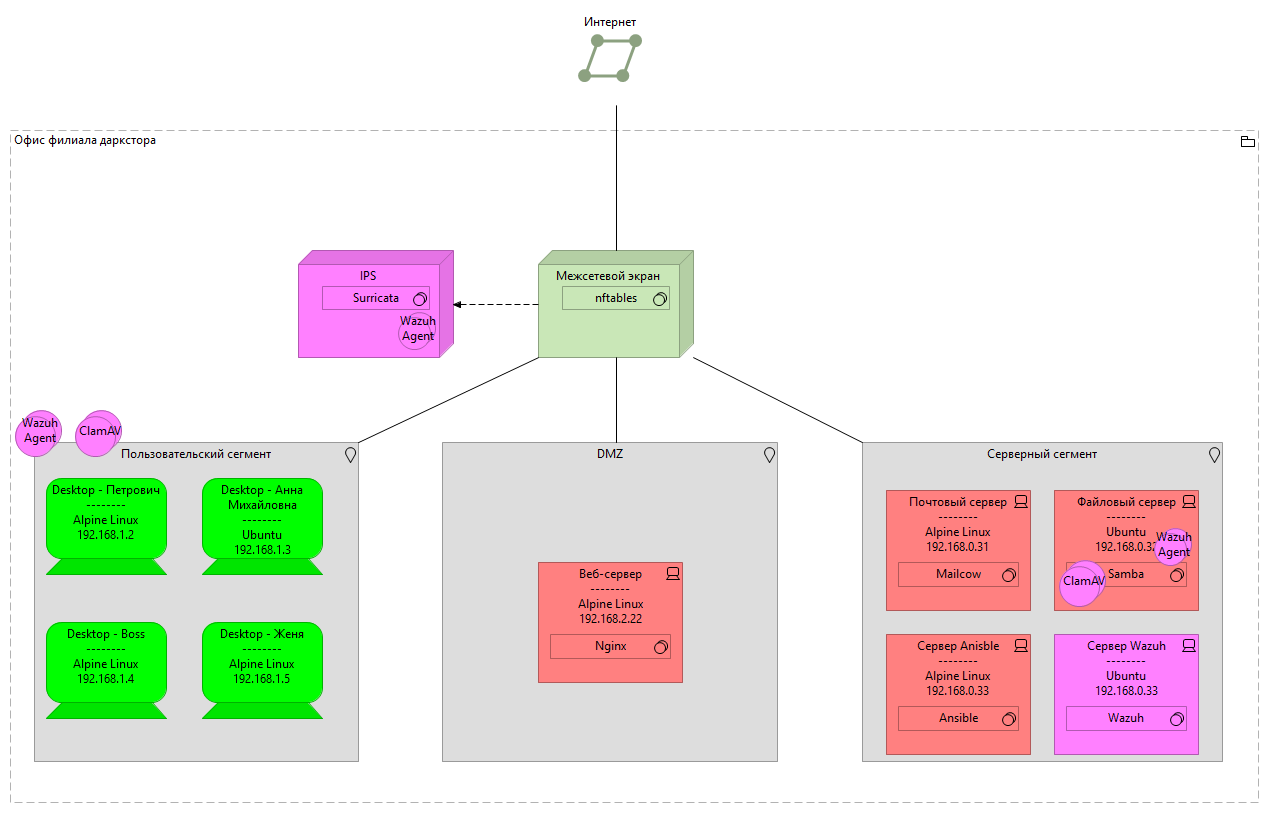 Интернет
Офис филиала даркстора
IPS
Surricata
Wazuh
Agent
Межсетевой экран
nftables
Wazuh
Agent
ClamAV
Пользовательский сегмент
Desktop - Петрович
--------
Alpine Linux
192.168.1.2
Desktop - Анна
Михайловна
--------
Ubuntu
192.168.1.3
Desktop - Boss
--------
Alpine Linux
192.168.1.4
Desktop - Женя
--------
Alpine Linux
192.168.1.5
DMZ
Веб-сервер
--------
Alpine Linux
192.168.2.22
Nginx
Серверный сегмент
Почтовый сервер
--------
Alpine Linux
192.168.0.31
Mailcow
Файловый сервер
--------
Ubuntu
192.168.0.32
Wazuh
Agent
ClamAV
Samba
Сервер Anisble
--------
Alpine Linux
192.168.0.33
Ansible
Сервер Wazuh
--------
Ubuntu
192.168.0.33
Wazuh